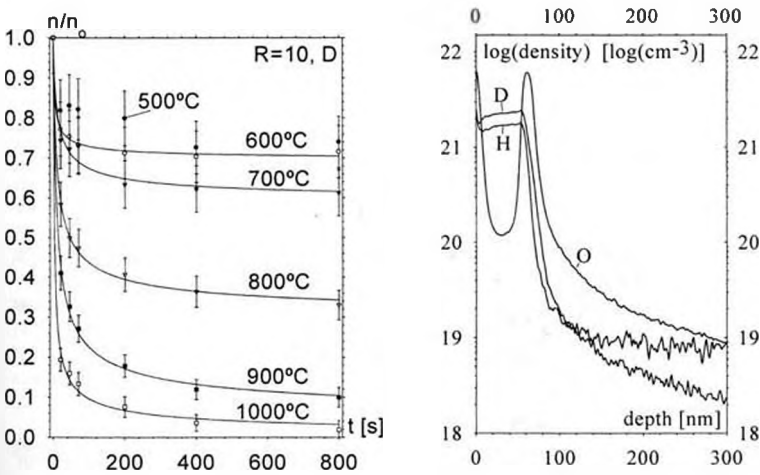 n/n₀
R=10, D
1.0
0.9
0.8
0.7
0.6
0.5
0.4
0.3
0.2
0.1
0.0
500ºC
600ºC
700ºC
800ºC
900ºC
1000ºC
t [s]
0 200 400 600 800
0 100 200 300
log(density) [log(cm⁻³)]
22 22
21 21
20 20
19 19
18 18
D
H
O
depth [nm]
0 100 200 300